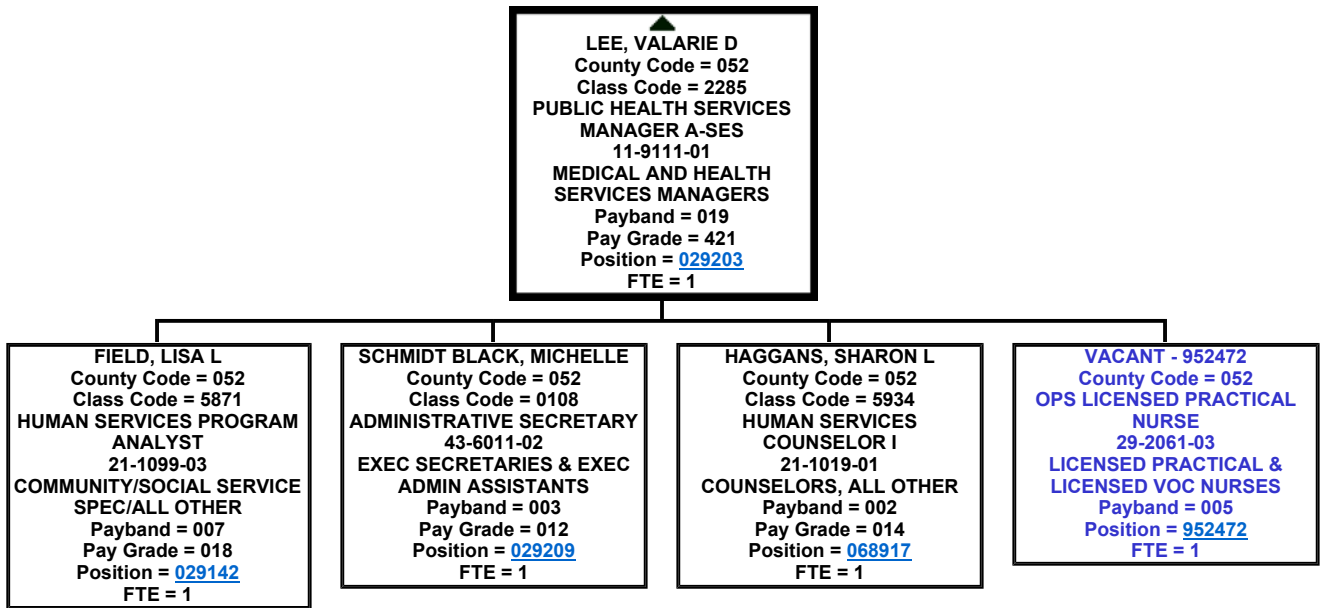 LEE, VALARIE D
County Code = 052
Class Code = 2285
PUBLIC HEALTH SERVICES
MANAGER A-SES
11-9111-01
MEDICAL AND HEALTH
SERVICES MANAGERS
Payband = 019
Pay Grade = 421
Position = 029203
FTE = 1
FIELD, LISA L
County Code = 052
Class Code = 5871
HUMAN SERVICES PROGRAM
ANALYST
21-1099-03
COMMUNITY/SOCIAL SERVICE
SPEC/ALL OTHER
Payband = 007
Pay Grade = 018
Position = 029142
FTE = 1
SCHMIDT BLACK, MICHELLE
County Code = 052
Class Code = 0108
ADMINISTRATIVE SECRETARY
43-6011-02
EXEC SECRETARIES & EXEC
ADMIN ASSISTANTS
Payband = 003
Pay Grade = 012
Position = 029209
FTE = 1
HAGGANS, SHARON L
County Code = 052
Class Code = 5934
HUMAN SERVICES
COUNSELOR I
21-1019-01
COUNSELORS, ALL OTHER
Payband = 002
Pay Grade = 014
Position = 068917
FTE = 1
VACANT - 952472
County Code = 052
OPS LICENSED PRACTICAL
NURSE
29-2061-03
LICENSED PRACTICAL &
LICENSED VOC NURSES
Payband = 005
Position = 952472
FTE = 1